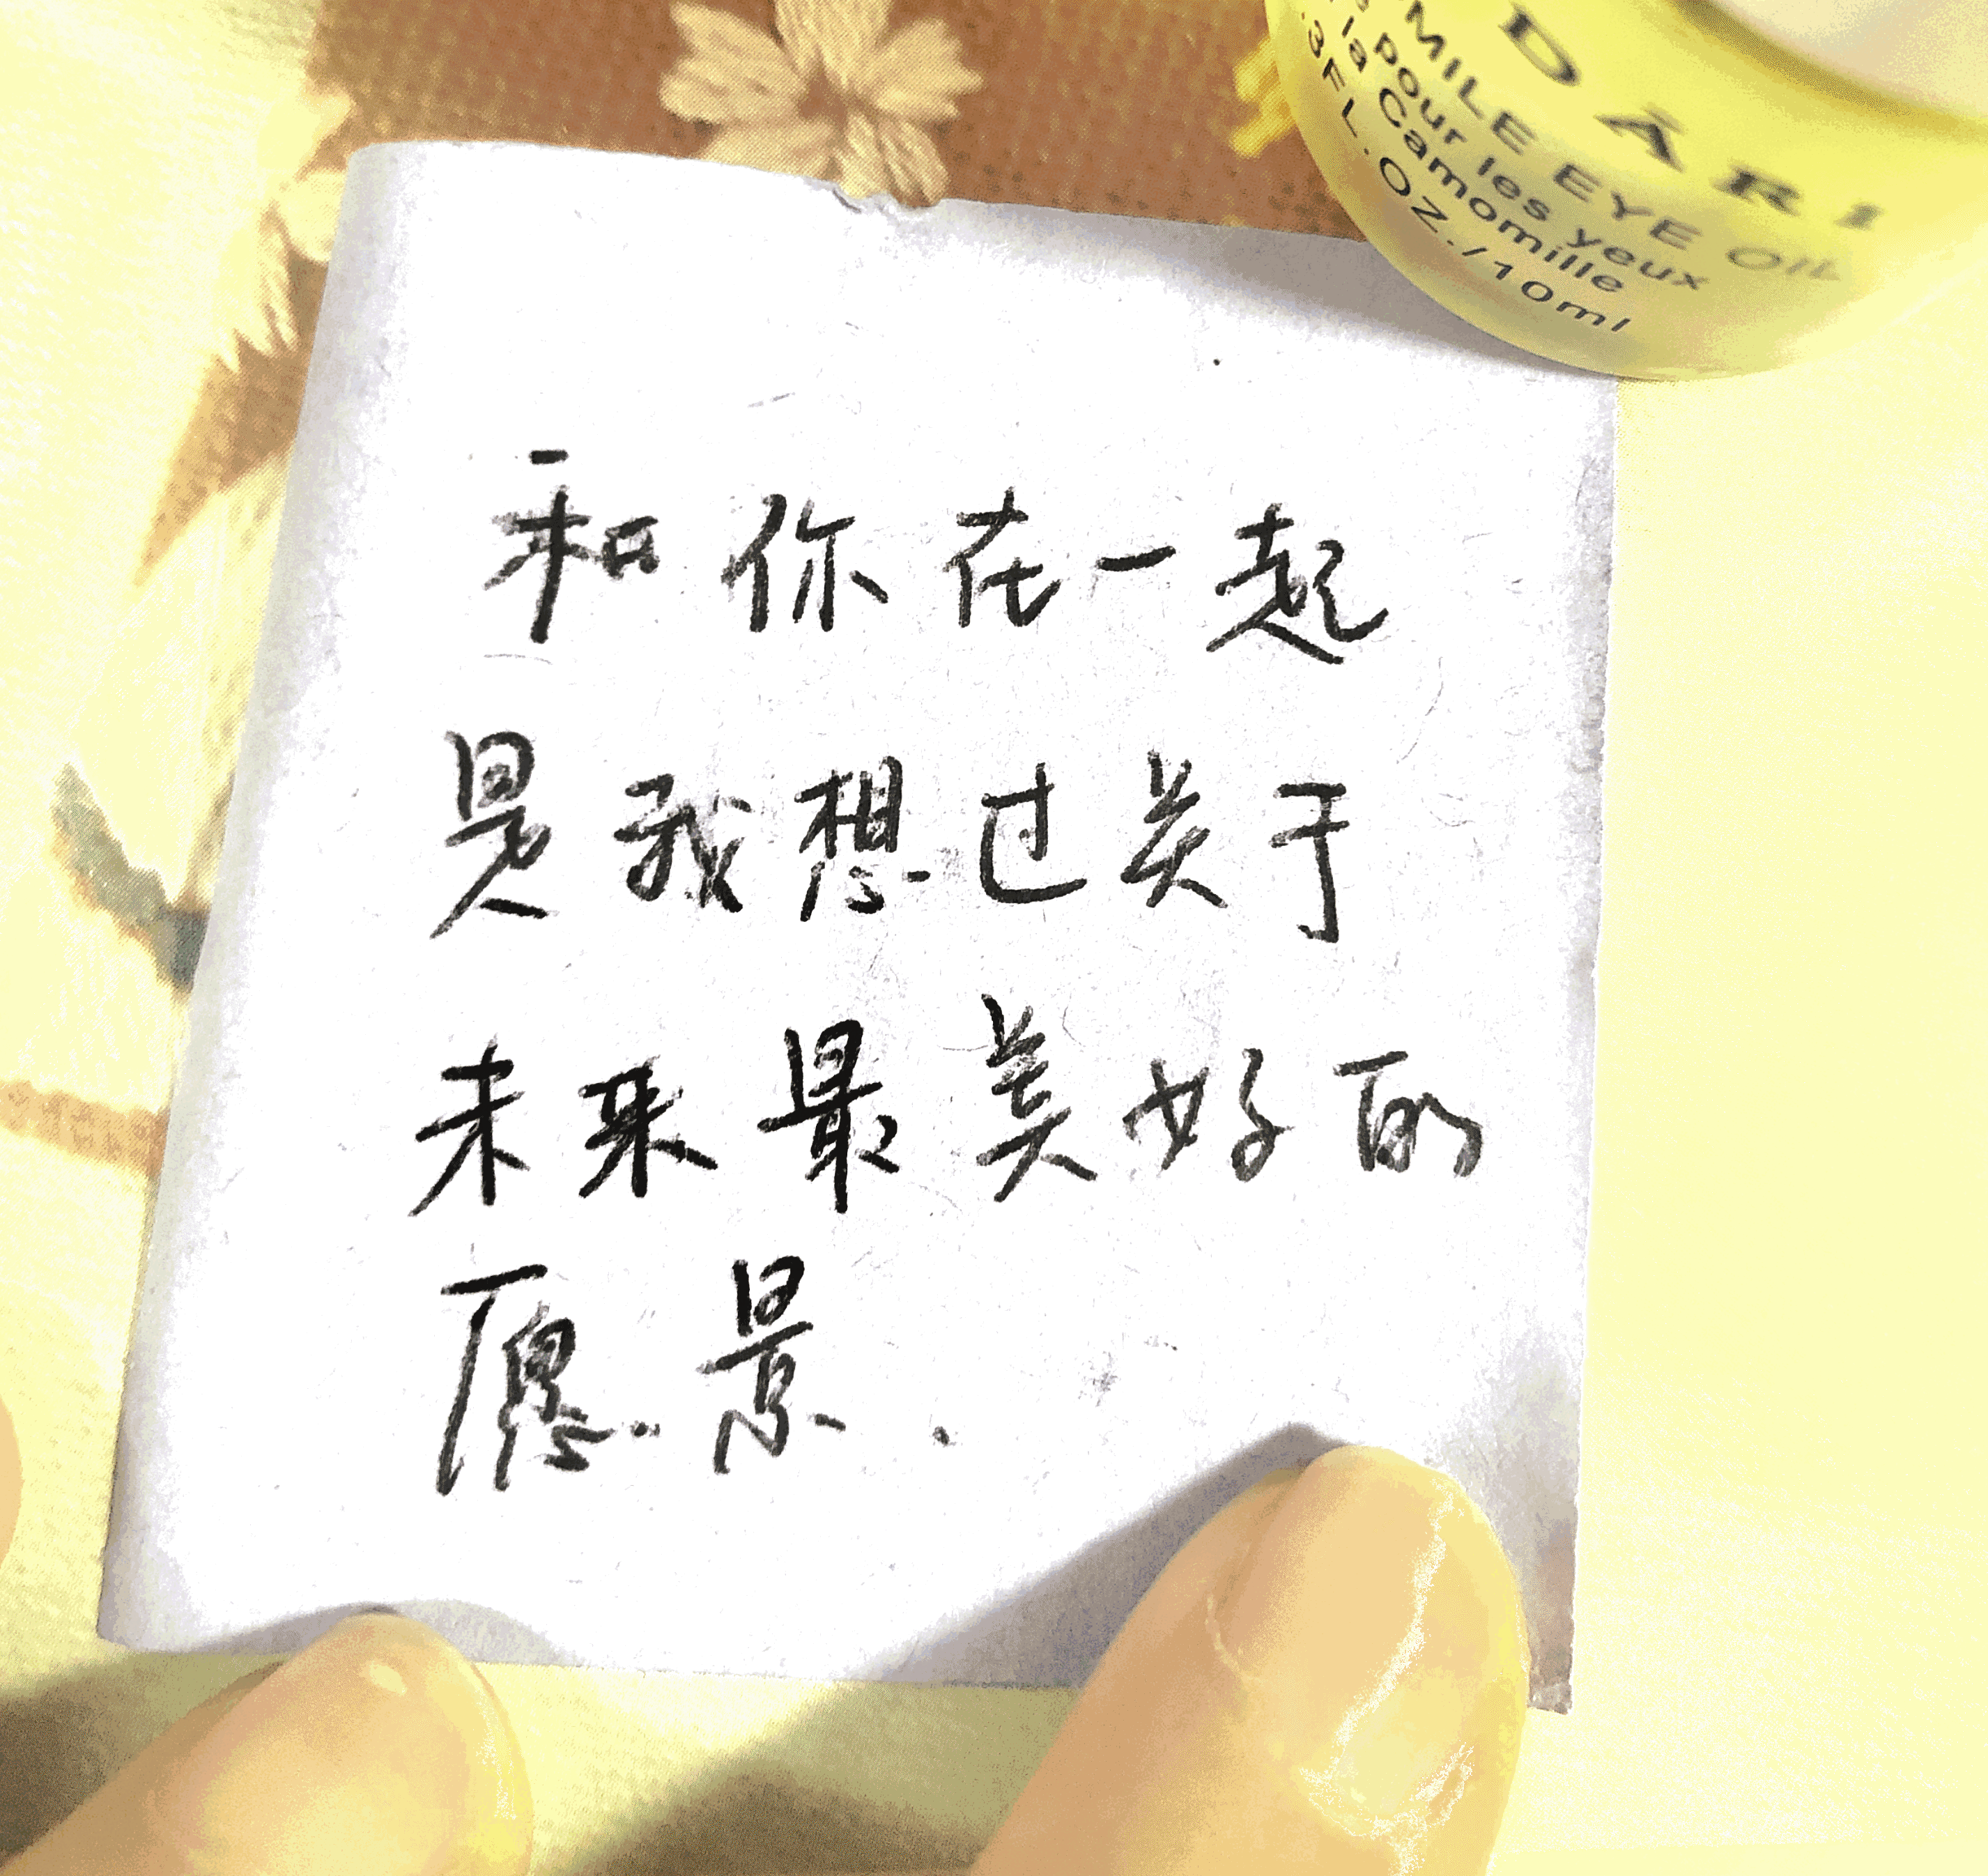 DĀRI
MILE EYE OIL
pour les yeux
la Camomille
.3FL.OZ./10ml
和你在一起
是我想过关于
未来最美好的
愿景.